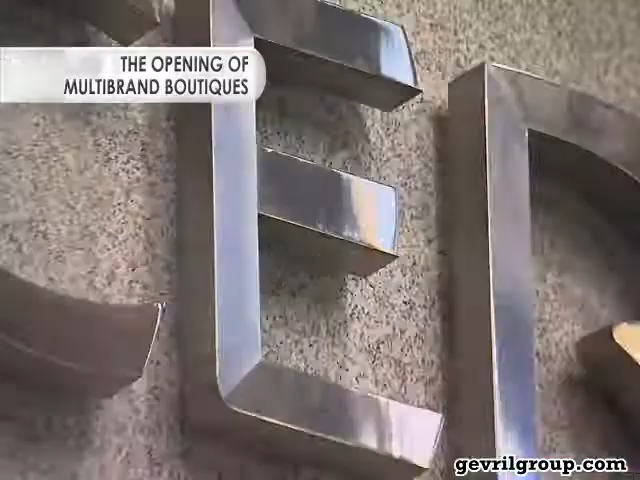 THE OPENING OF
MULTIBRAND BOUTIQUES
E
gevrilgroup.com